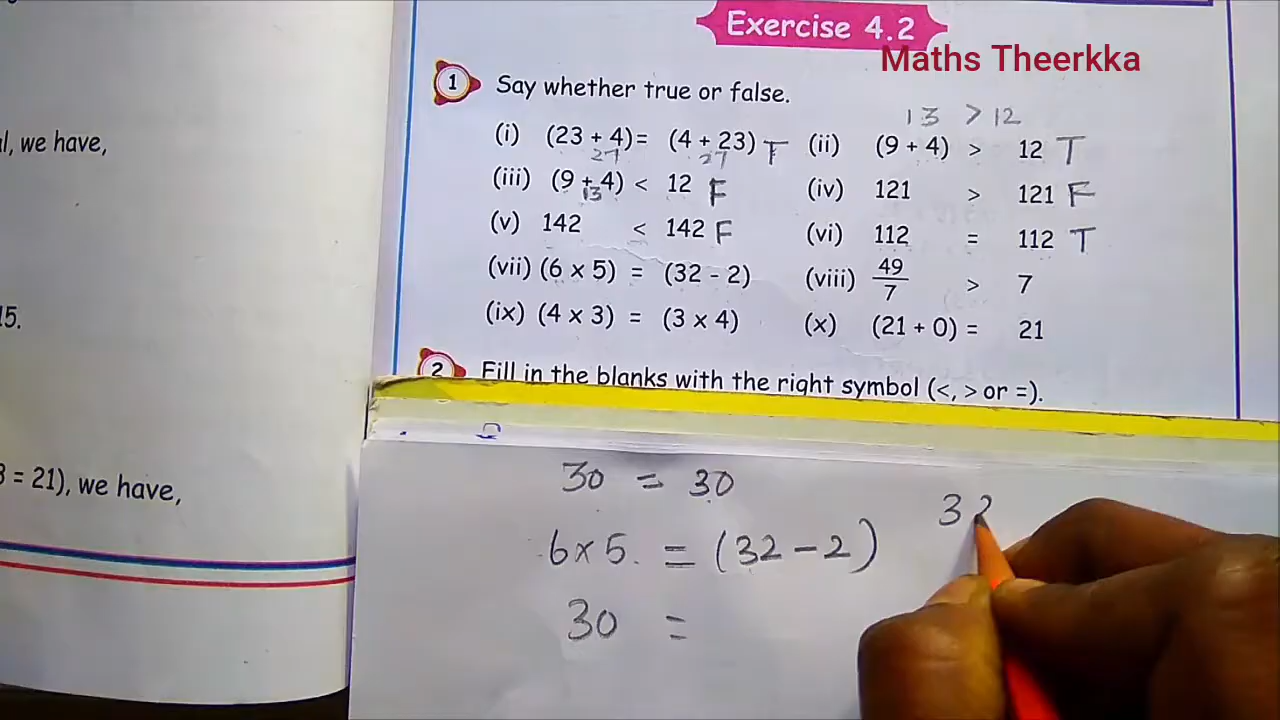 Exercise 4.2
Maths Theerkka
1 Say whether true or false.
13 > 12
(i) (23 + 4) = (4 + 23) T (ii) (9 + 4) > 12 T
27 27
(iii) (9 + 4) < 12 F (iv) 121 > 121 F
13
(v) 142 < 142 F (vi) 112 = 112 T
(vii) (6 x 5) = (32 - 2) (viii) 49/7 > 7
(ix) (4 x 3) = (3 x 4) (x) (21 + 0) = 21
2 Fill in the blanks with the right symbol (<, > or =).
we have,
15.
= 21), we have,
30 = 30
6 x 5. = (32 - 2)
30 =
32